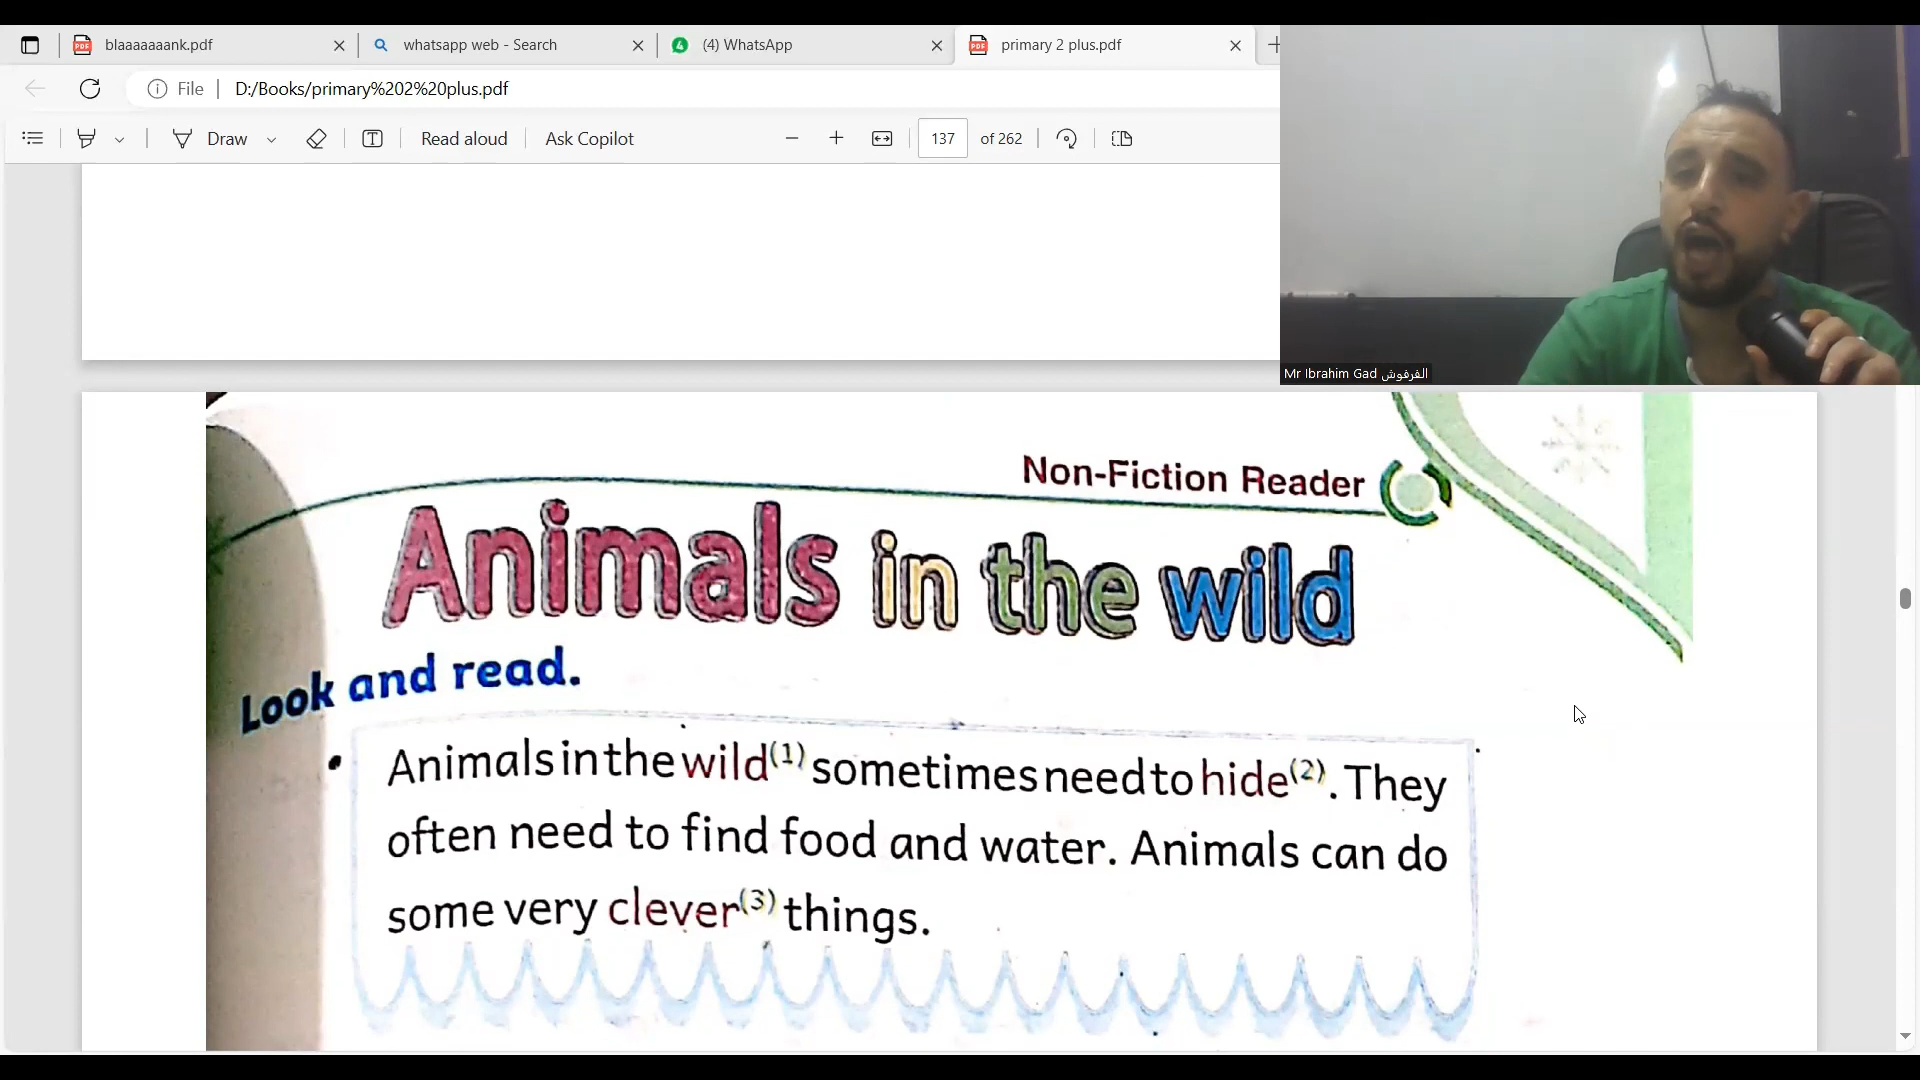 blaaaaaaank.pdf
whatsapp web - Search
(4) WhatsApp
primary 2 plus.pdf
File
D:/Books/primary%202%20plus.pdf
Draw
Read aloud
Ask Copilot
137
of 262
Mr Ibrahim Gad الفرفوش
Non-Fiction Reader
Animals in the wild
Look and read.
• Animals in the wild(1) sometimes need to hide(2). They
often need to find food and water. Animals can do
some very clever(3) things.